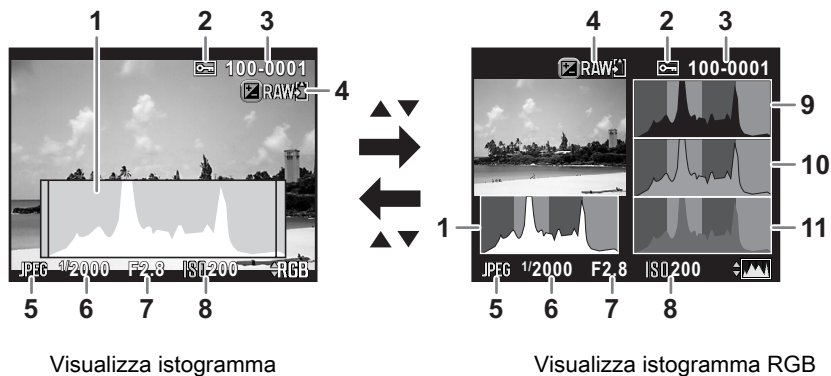 1 2 3
100-0001
RAW
4
JPEG 1/2000 F2.8 ISO200 RGB
5 6 7 8
Visualizza istogramma
4 2 3
RAW 100-0001
9
10
1 11
JPEG 1/2000 F2.8 ISO200
5 6 7 8
Visualizza istogramma RGB